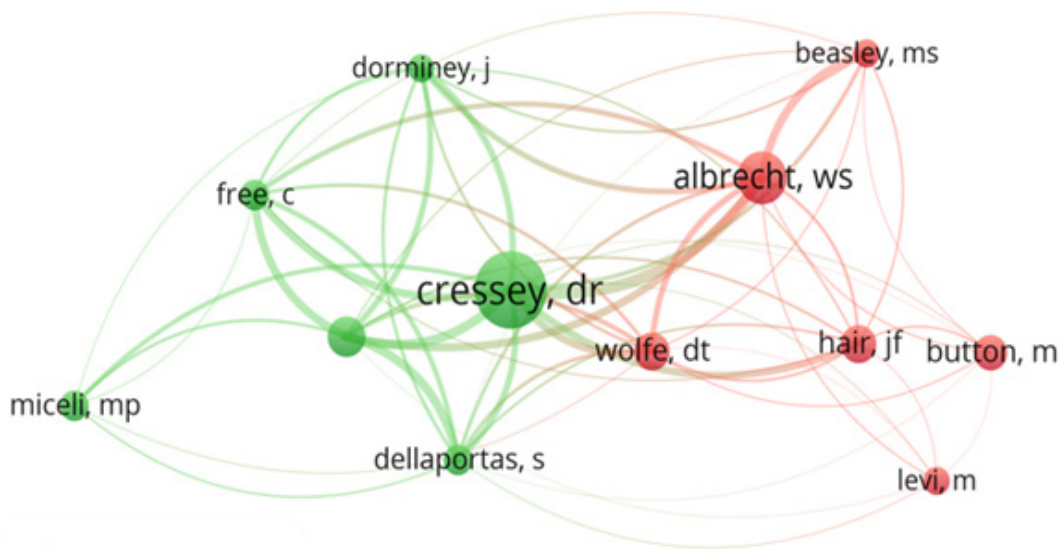 beasley, ms
dorminey, j
albrecht, ws
free, c
cressey, dr
wolfe, dt
hair, jf
button, m
miceli, mp
dellaportas, s
levi, m